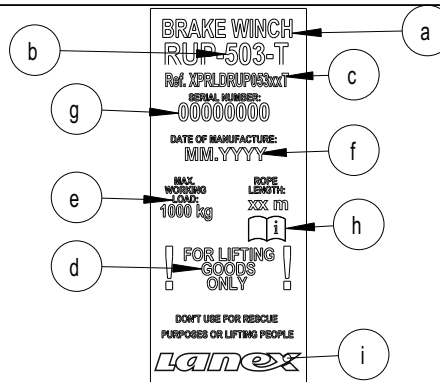 BRAKE WINCH
RUP-503-T
Ref. XPRLDRUP053xxT
SERIAL NUMBER:
00000000
DATE OF MANUFACTURE:
MM.YYYY
MAX.
WORKING
LOAD:
1000 kg
ROPE
LENGTH:
xx m
i
! FOR LIFTING !
GOODS
ONLY
DON'T USE FOR RESCUE
PURPOSES OR LIFTING PEOPLE
Lanex
a
b
c
g
f
e
h
d
i